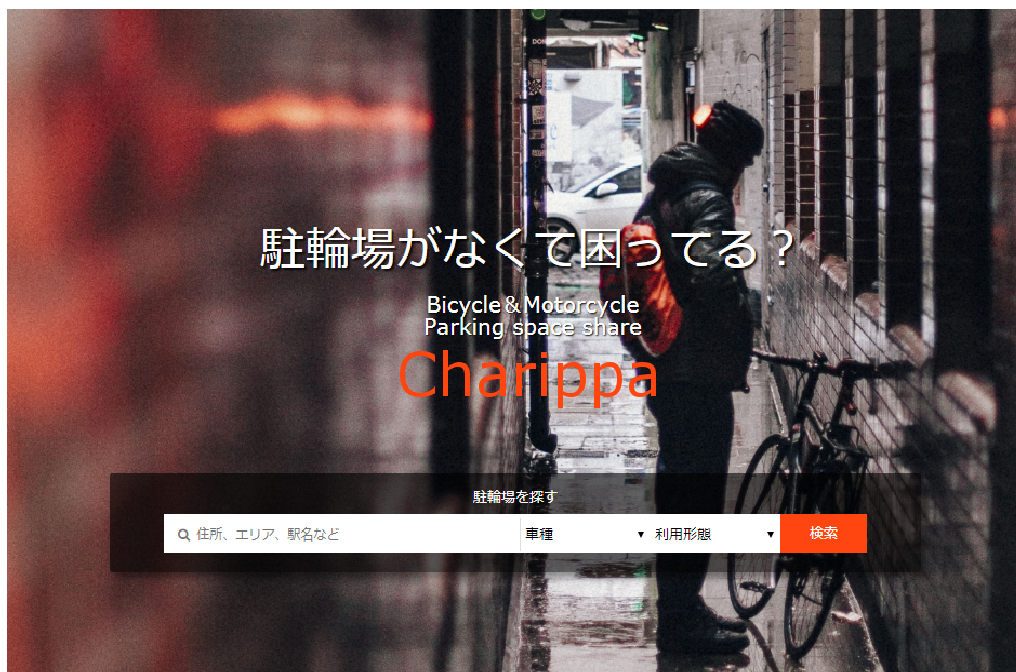 駐輪場がなくて困ってる？
Bicycle＆Motorcycle
Parking space share
Charippa
駐輪場を探す
住所、エリア、駅名など 車種 ▼ 利用形態 ▼ 検索